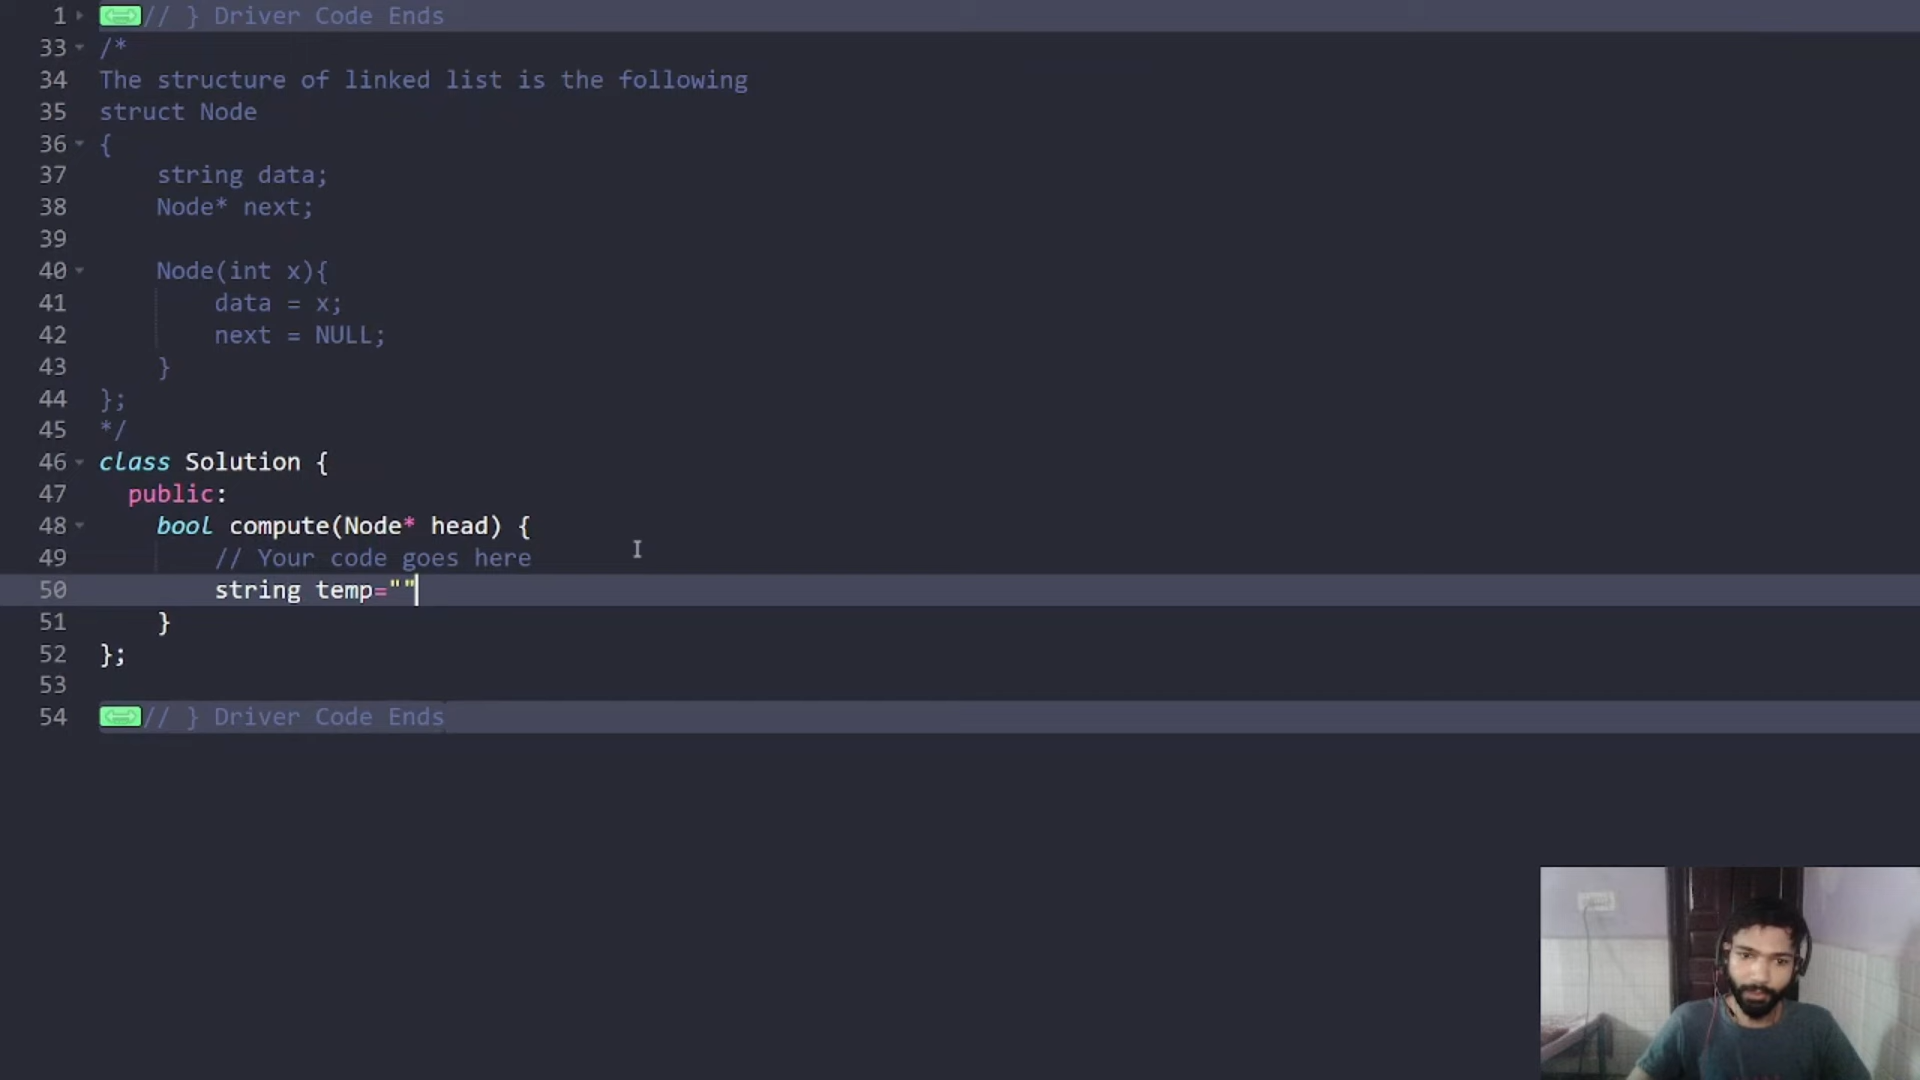 1 // } Driver Code Ends
33 /*
34 The structure of linked list is the following
35 struct Node
36 {
37 string data;
38 Node* next;
39
40 Node(int x){
41 data = x;
42 next = NULL;
43 }
44 };
45 */
46 class Solution {
47 public:
48 bool compute(Node* head) {
49 // Your code goes here
50 string temp=""
51 }
52 };
53
54 // } Driver Code Ends